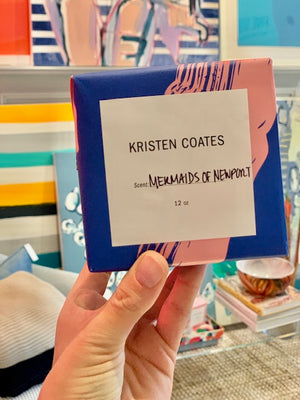 KRISTEN COATES
Scent: MERMAIDS OF NEWPORT
12 oz